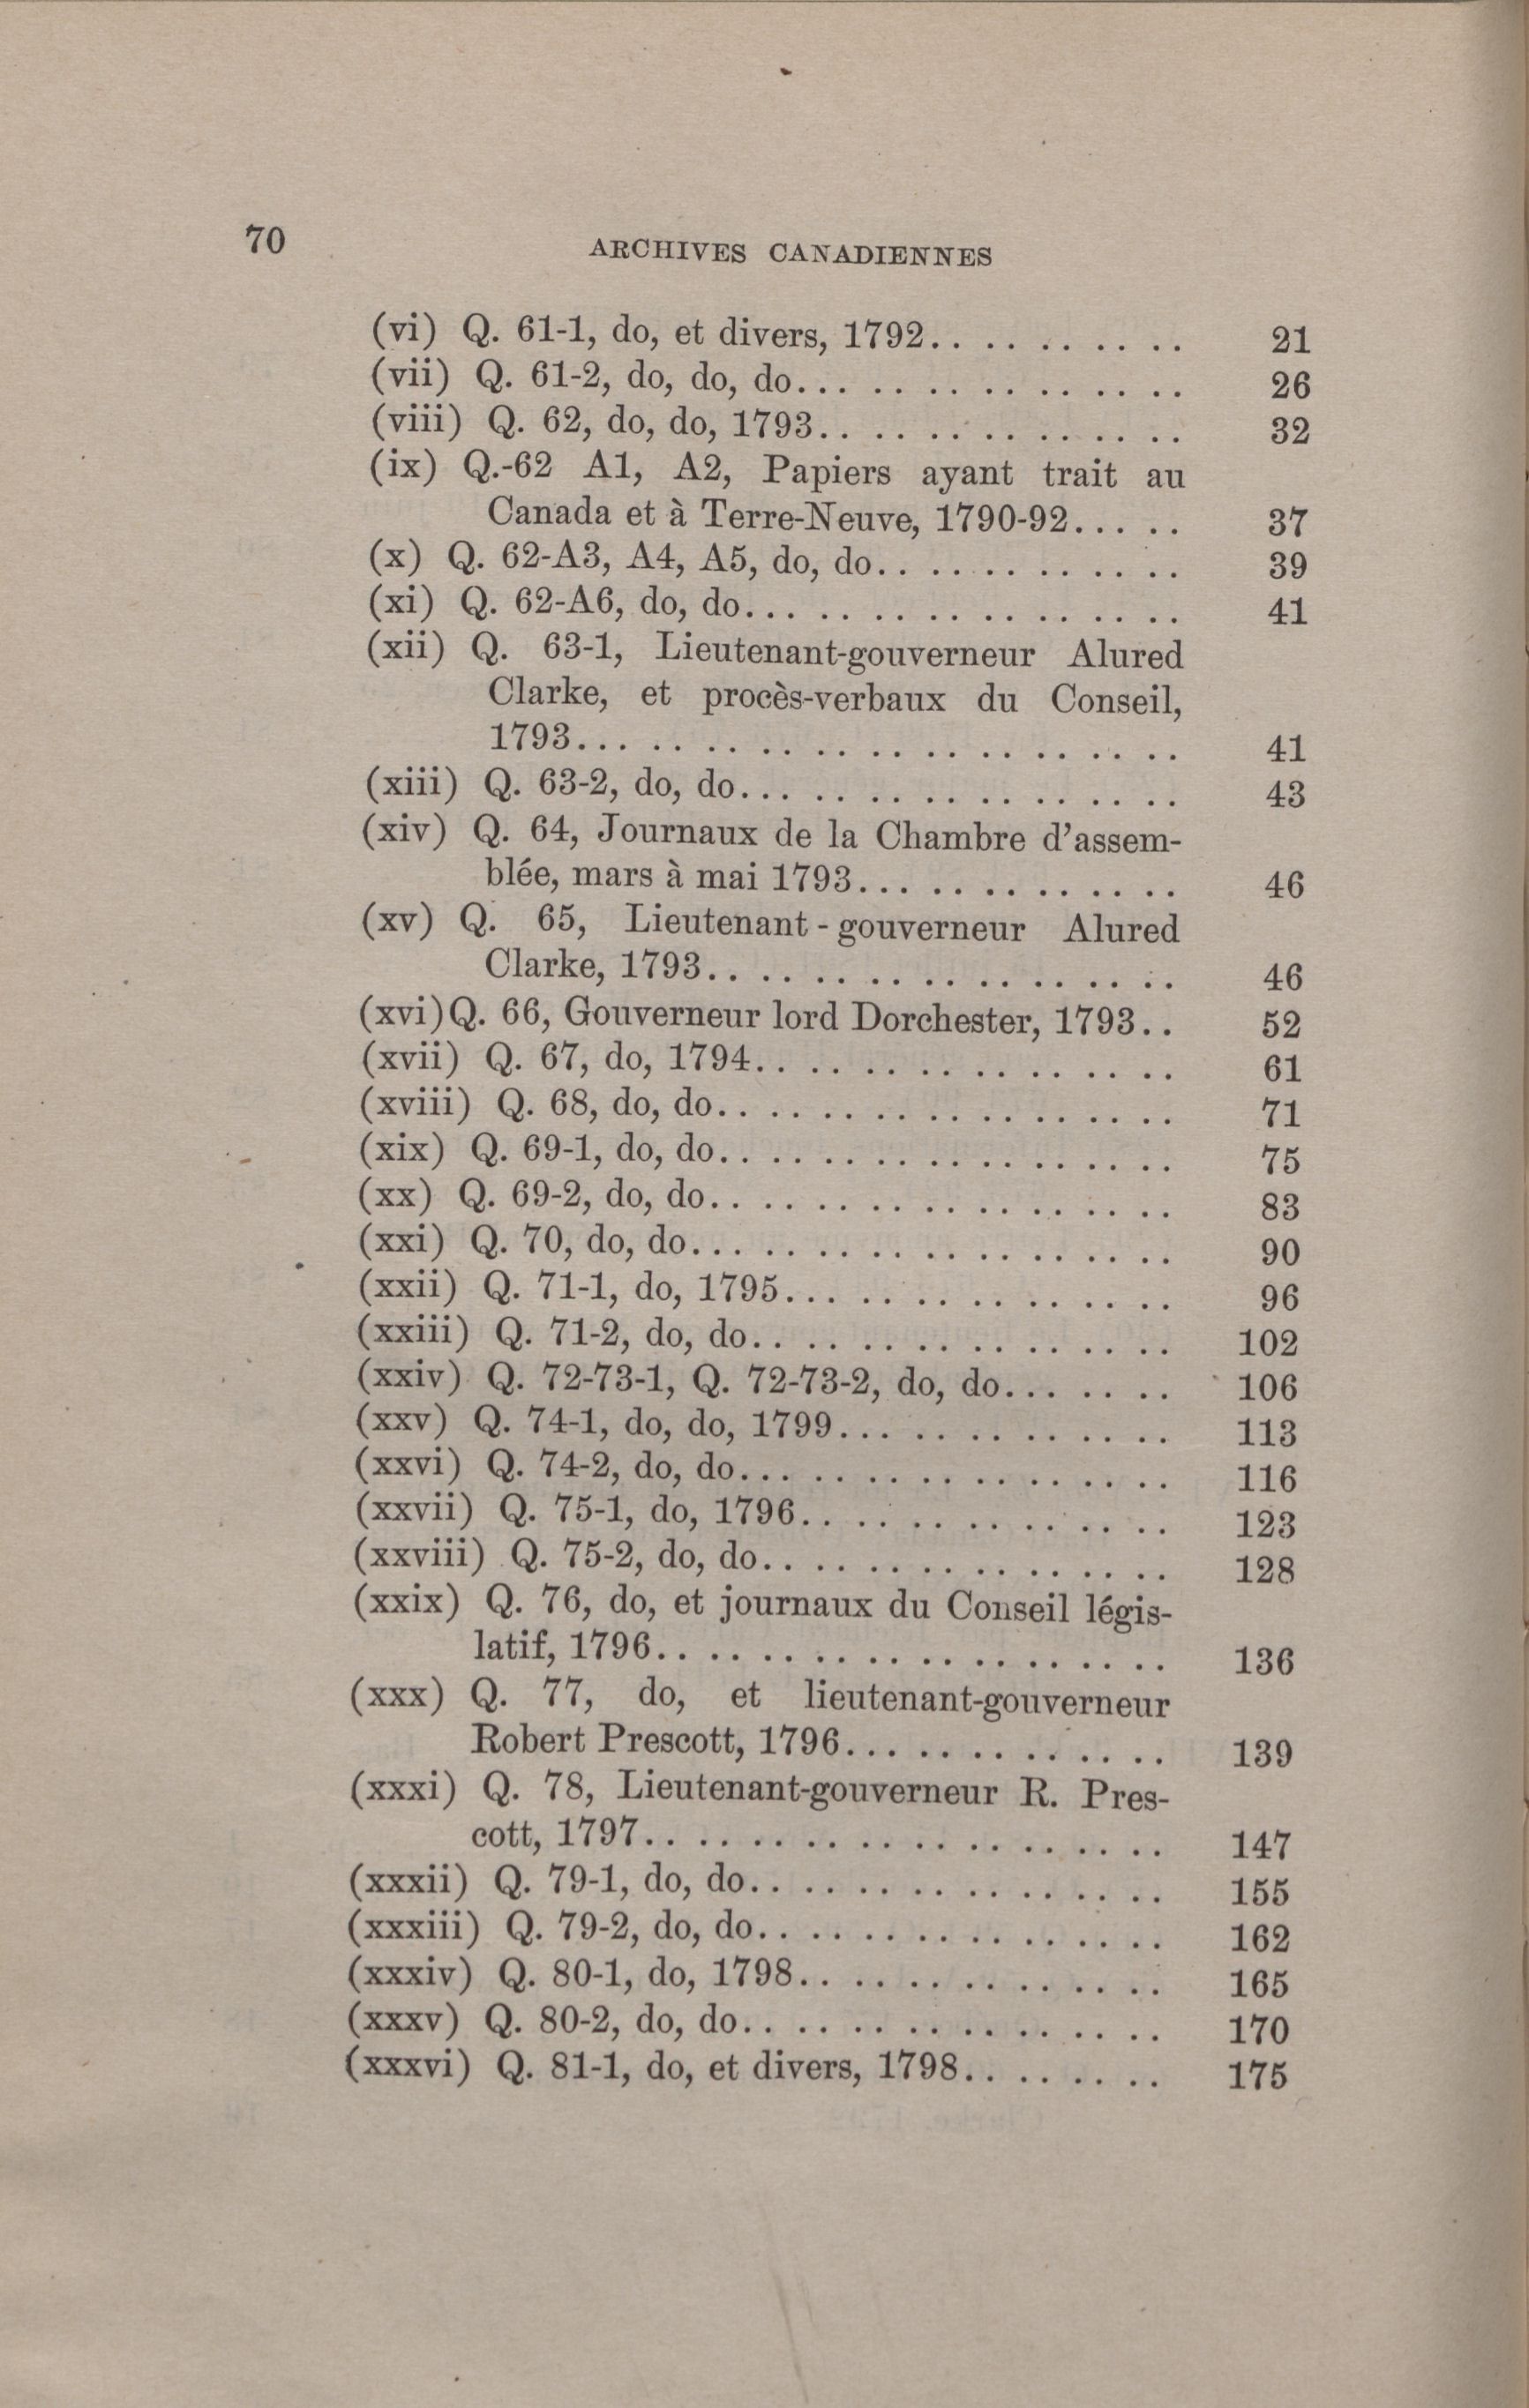 70
ARCHIVES CANADIENNES
(vi) Q. 61-1, do, et divers, 1792.......... 21
(vii) Q. 61-2, do, do, do............... 26
(viii) Q. 62, do, do, 1793.............. 32
(ix) Q.-62 A1, A2, Papiers ayant trait au
Canada et à Terre-Neuve, 1790-92..... 37
(x) Q. 62-A3, A4, A5, do, do............ 39
(xi) Q. 62-A6, do, do................. 41
(xii) Q. 63-1, Lieutenant-gouverneur Alured
Clarke, et procès-verbaux du Conseil,
1793....................... 41
(xiii) Q. 63-2, do, do................. 43
(xiv) Q. 64, Journaux de la Chambre d'assem-
blée, mars à mai 1793............. 46
(xv) Q. 65, Lieutenant-gouverneur Alured
Clarke, 1793.................. 46
(xvi) Q. 66, Gouverneur lord Dorchester, 1793.. 52
(xvii) Q. 67, do, 1794................ 61
(xviii) Q. 68, do, do.................. 71
(xix) Q. 69-1, do, do.................. 75
(xx) Q. 69-2, do, do.................. 83
(xxi) Q. 70, do, do................... 90
(xxii) Q. 71-1, do, 1795............... 96
(xxiii) Q. 71-2, do, do................ 102
(xxiv) Q. 72-73-1, Q. 72-73-2, do, do....... 106
(xxv) Q. 74-1, do, do, 1799............. 113
(xxvi) Q. 74-2, do, do................. 116
(xxvii) Q. 75-1, do, 1796.............. 123
(xxviii) Q. 75-2, do, do................ 128
(xxix) Q. 76, do, et journaux du Conseil légis-
latif, 1796.................... 136
(xxx) Q. 77, do, et lieutenant-gouverneur
Robert Prescott, 1796............. 139
(xxxi) Q. 78, Lieutenant-gouverneur R. Pres-
cott, 1797.................... 147
(xxxii) Q. 79-1, do, do................ 155
(xxxiii) Q. 79-2, do, do................ 162
(xxxiv) Q. 80-1, do, 1798.............. 165
(xxxv) Q. 80-2, do, do................ 170
(xxxvi) Q. 81-1, do, et divers, 1798........ 175